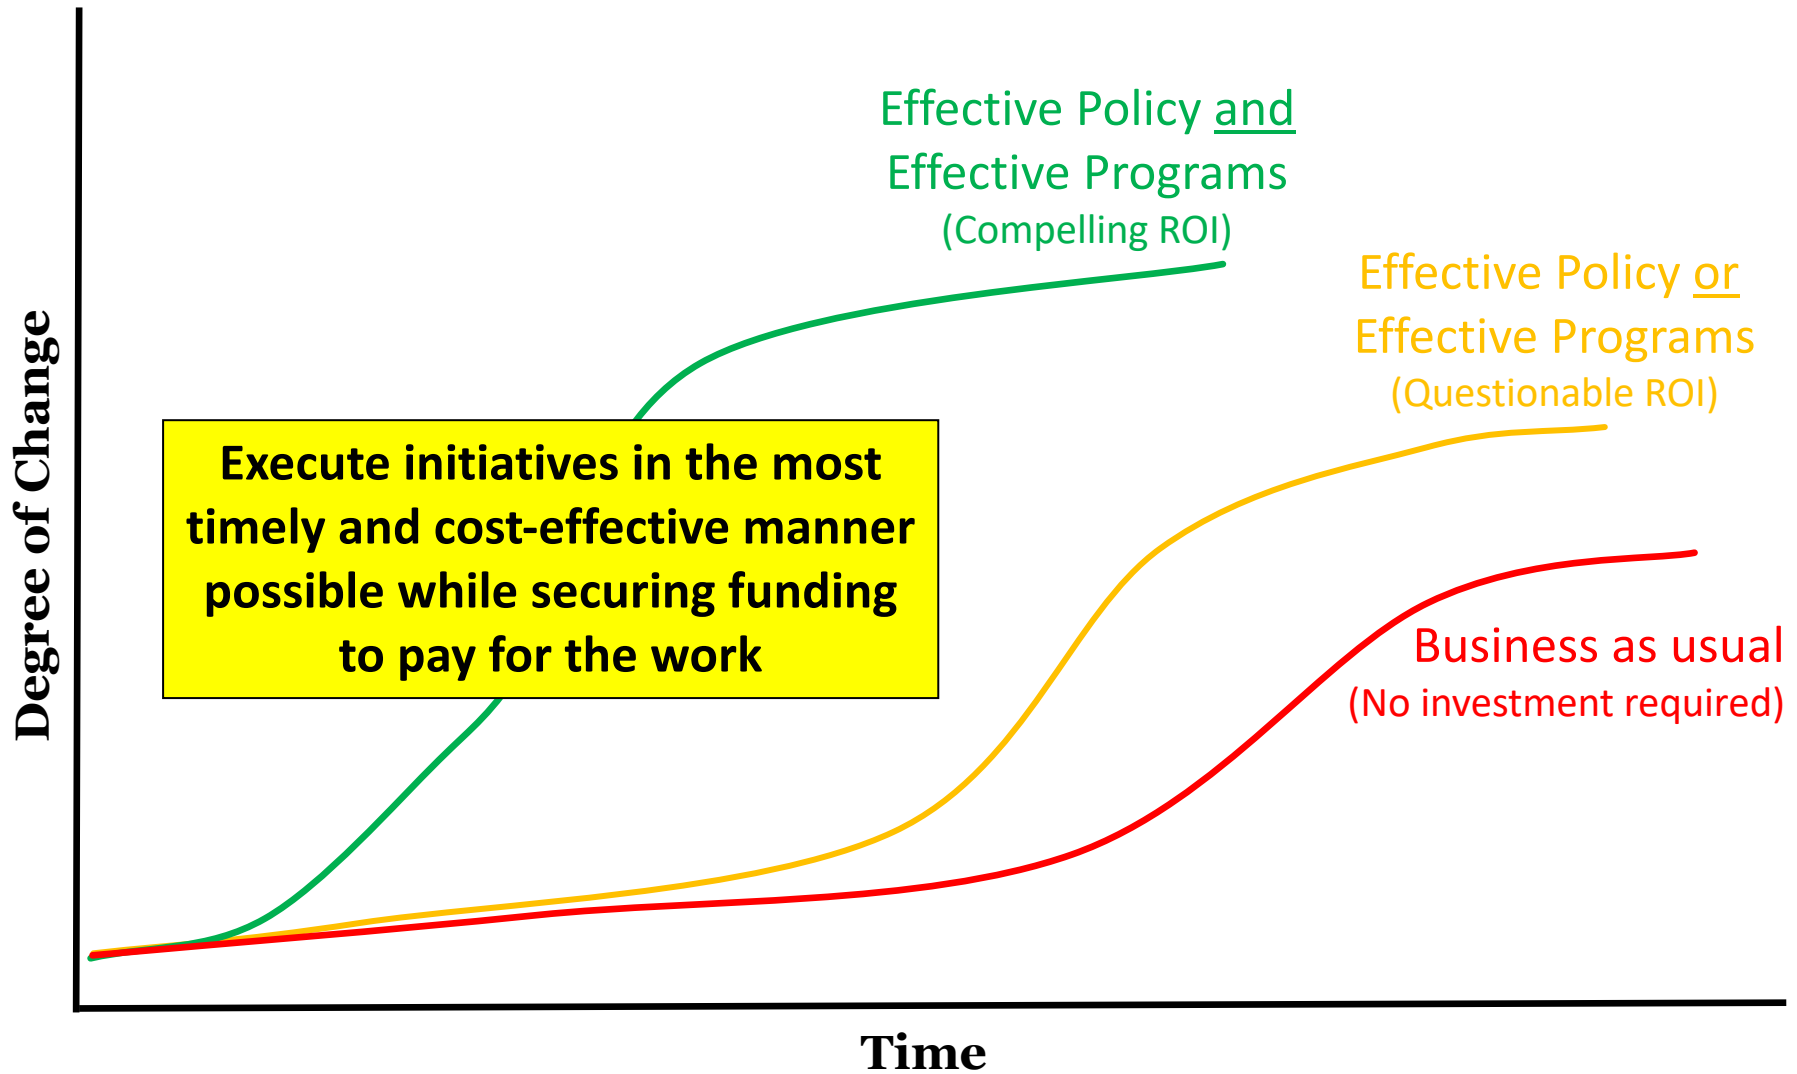 Effective Policy and
Effective Programs
(Compelling ROI)
Effective Policy or
Effective Programs
(Questionable ROI)
Degree of Change
Execute initiatives in the most
timely and cost-effective manner
possible while securing funding
to pay for the work
Business as usual
(No investment required)
Time